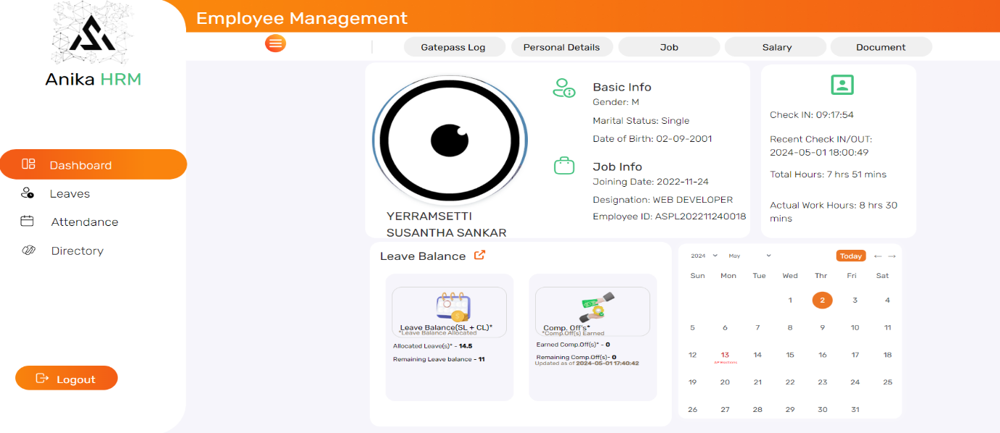 Employee Management
Anika HRM
Dashboard
Leaves
Attendance
Directory
Logout
Gatepass Log
Personal Details
Job
Salary
Document
YERRAMSETTI
SUSANTHA SANKAR
Basic Info
Gender: M
Marital Status: Single
Date of Birth: 02-09-2001
Job Info
Joining Date: 2022-11-24
Designation: WEB DEVELOPER
Employee ID: ASPL202211240018
Check IN: 09:17:54
Recent Check IN/OUT:
2024-05-01 18:00:49
Total Hours: 7 hrs 51 mins
Actual Work Hours: 8 hrs 30
mins
Leave Balance
Leave Balance(SL + CL)*
*Leave Balance Allocated
Allocated Leave(s)* - 14.5
Remaining Leave balance - 11
Comp. Off's*
*Comp.Off(s) Earned
Earned Comp.Off(s)* - 0
Remaining Comp.Off(s)- 0
Updated as of 2024-05-01 17:40:42
2024 May Today ← →
Sun Mon Tue Wed Thr Fri Sat
1 2 3 4
5 6 7 8 9 10 11
12 13 14 15 16 17 18
AP Elections
19 20 21 22 23 24 25
26 27 28 29 30 31